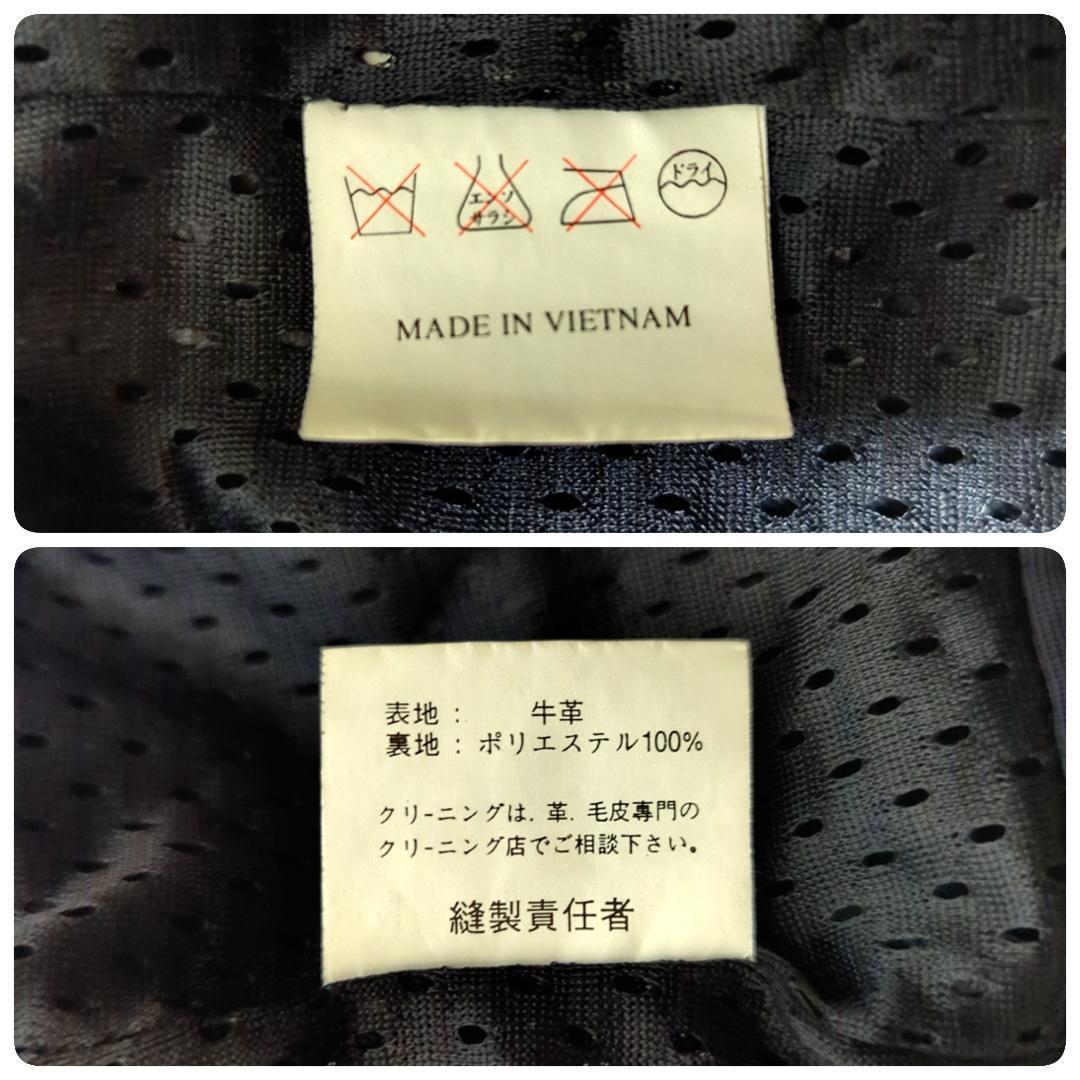 エンソ
サラシ
ドライ
MADE IN VIETNAM
表地： 牛革
裏地：ポリエステル100%
クリーニングは．革．毛皮專門の
クリーニング店でご相談下さい。
縫製責任者